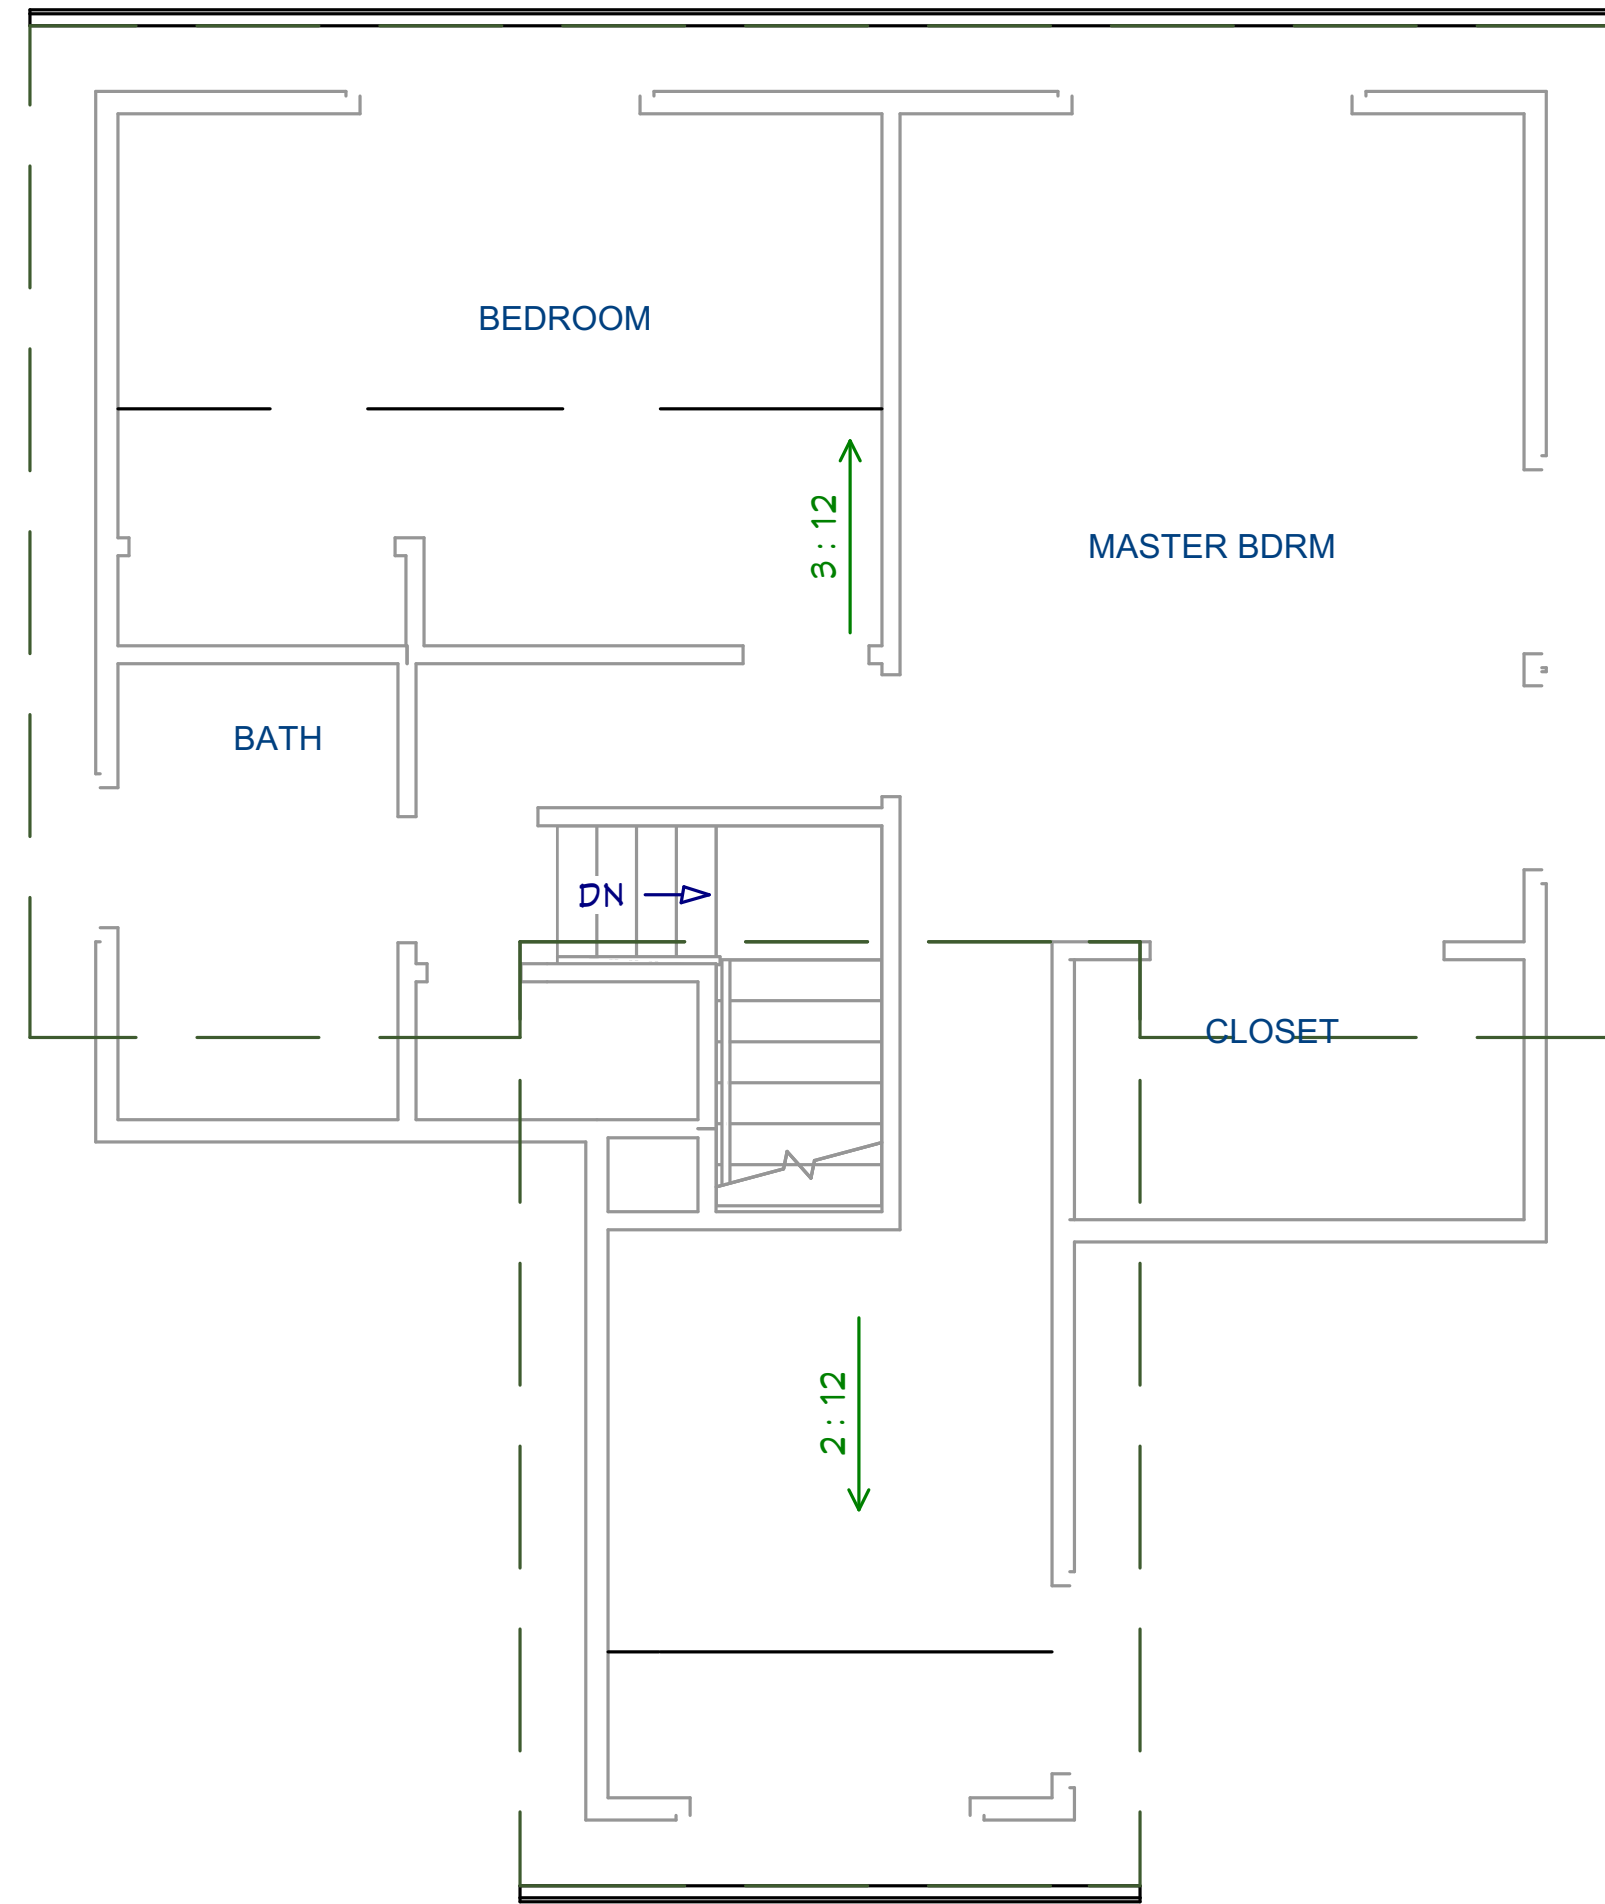 BEDROOM
3 : 12
MASTER BDRM
BATH
DN
CLOSET
2 : 12